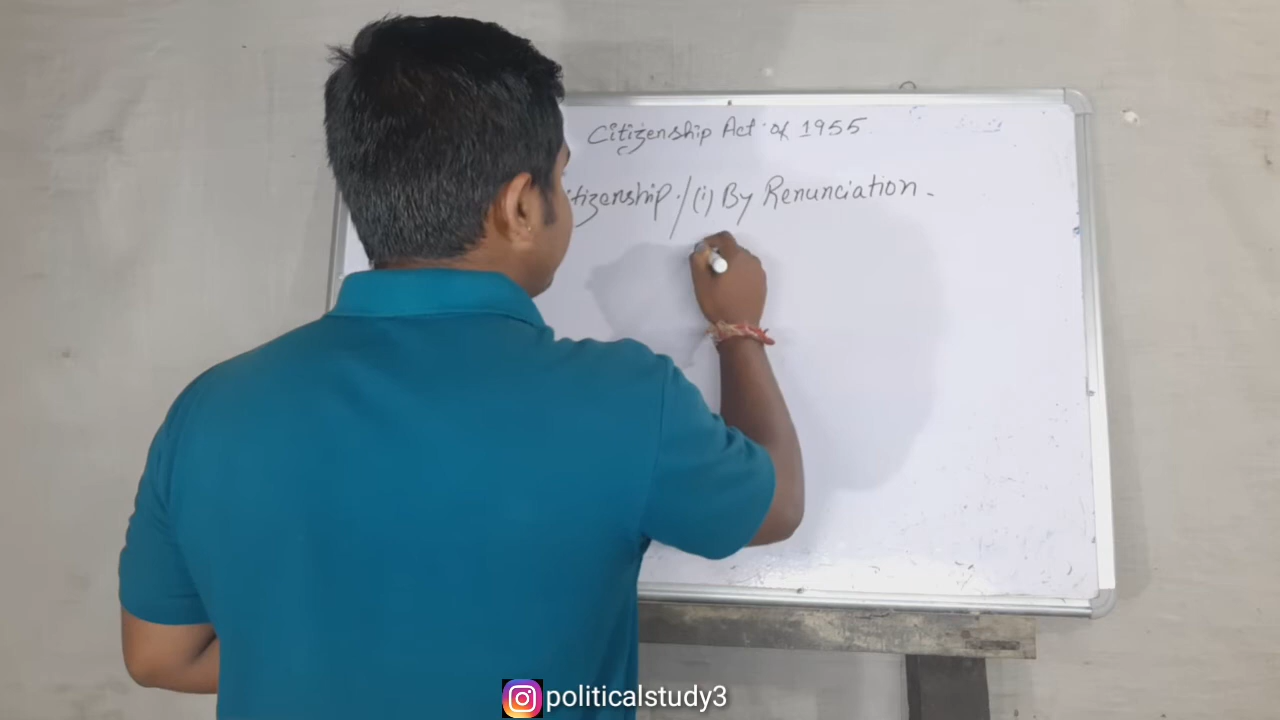 Citizenship Act of 1955
itizenship / (i) By Renunciation.
politicalstudy3